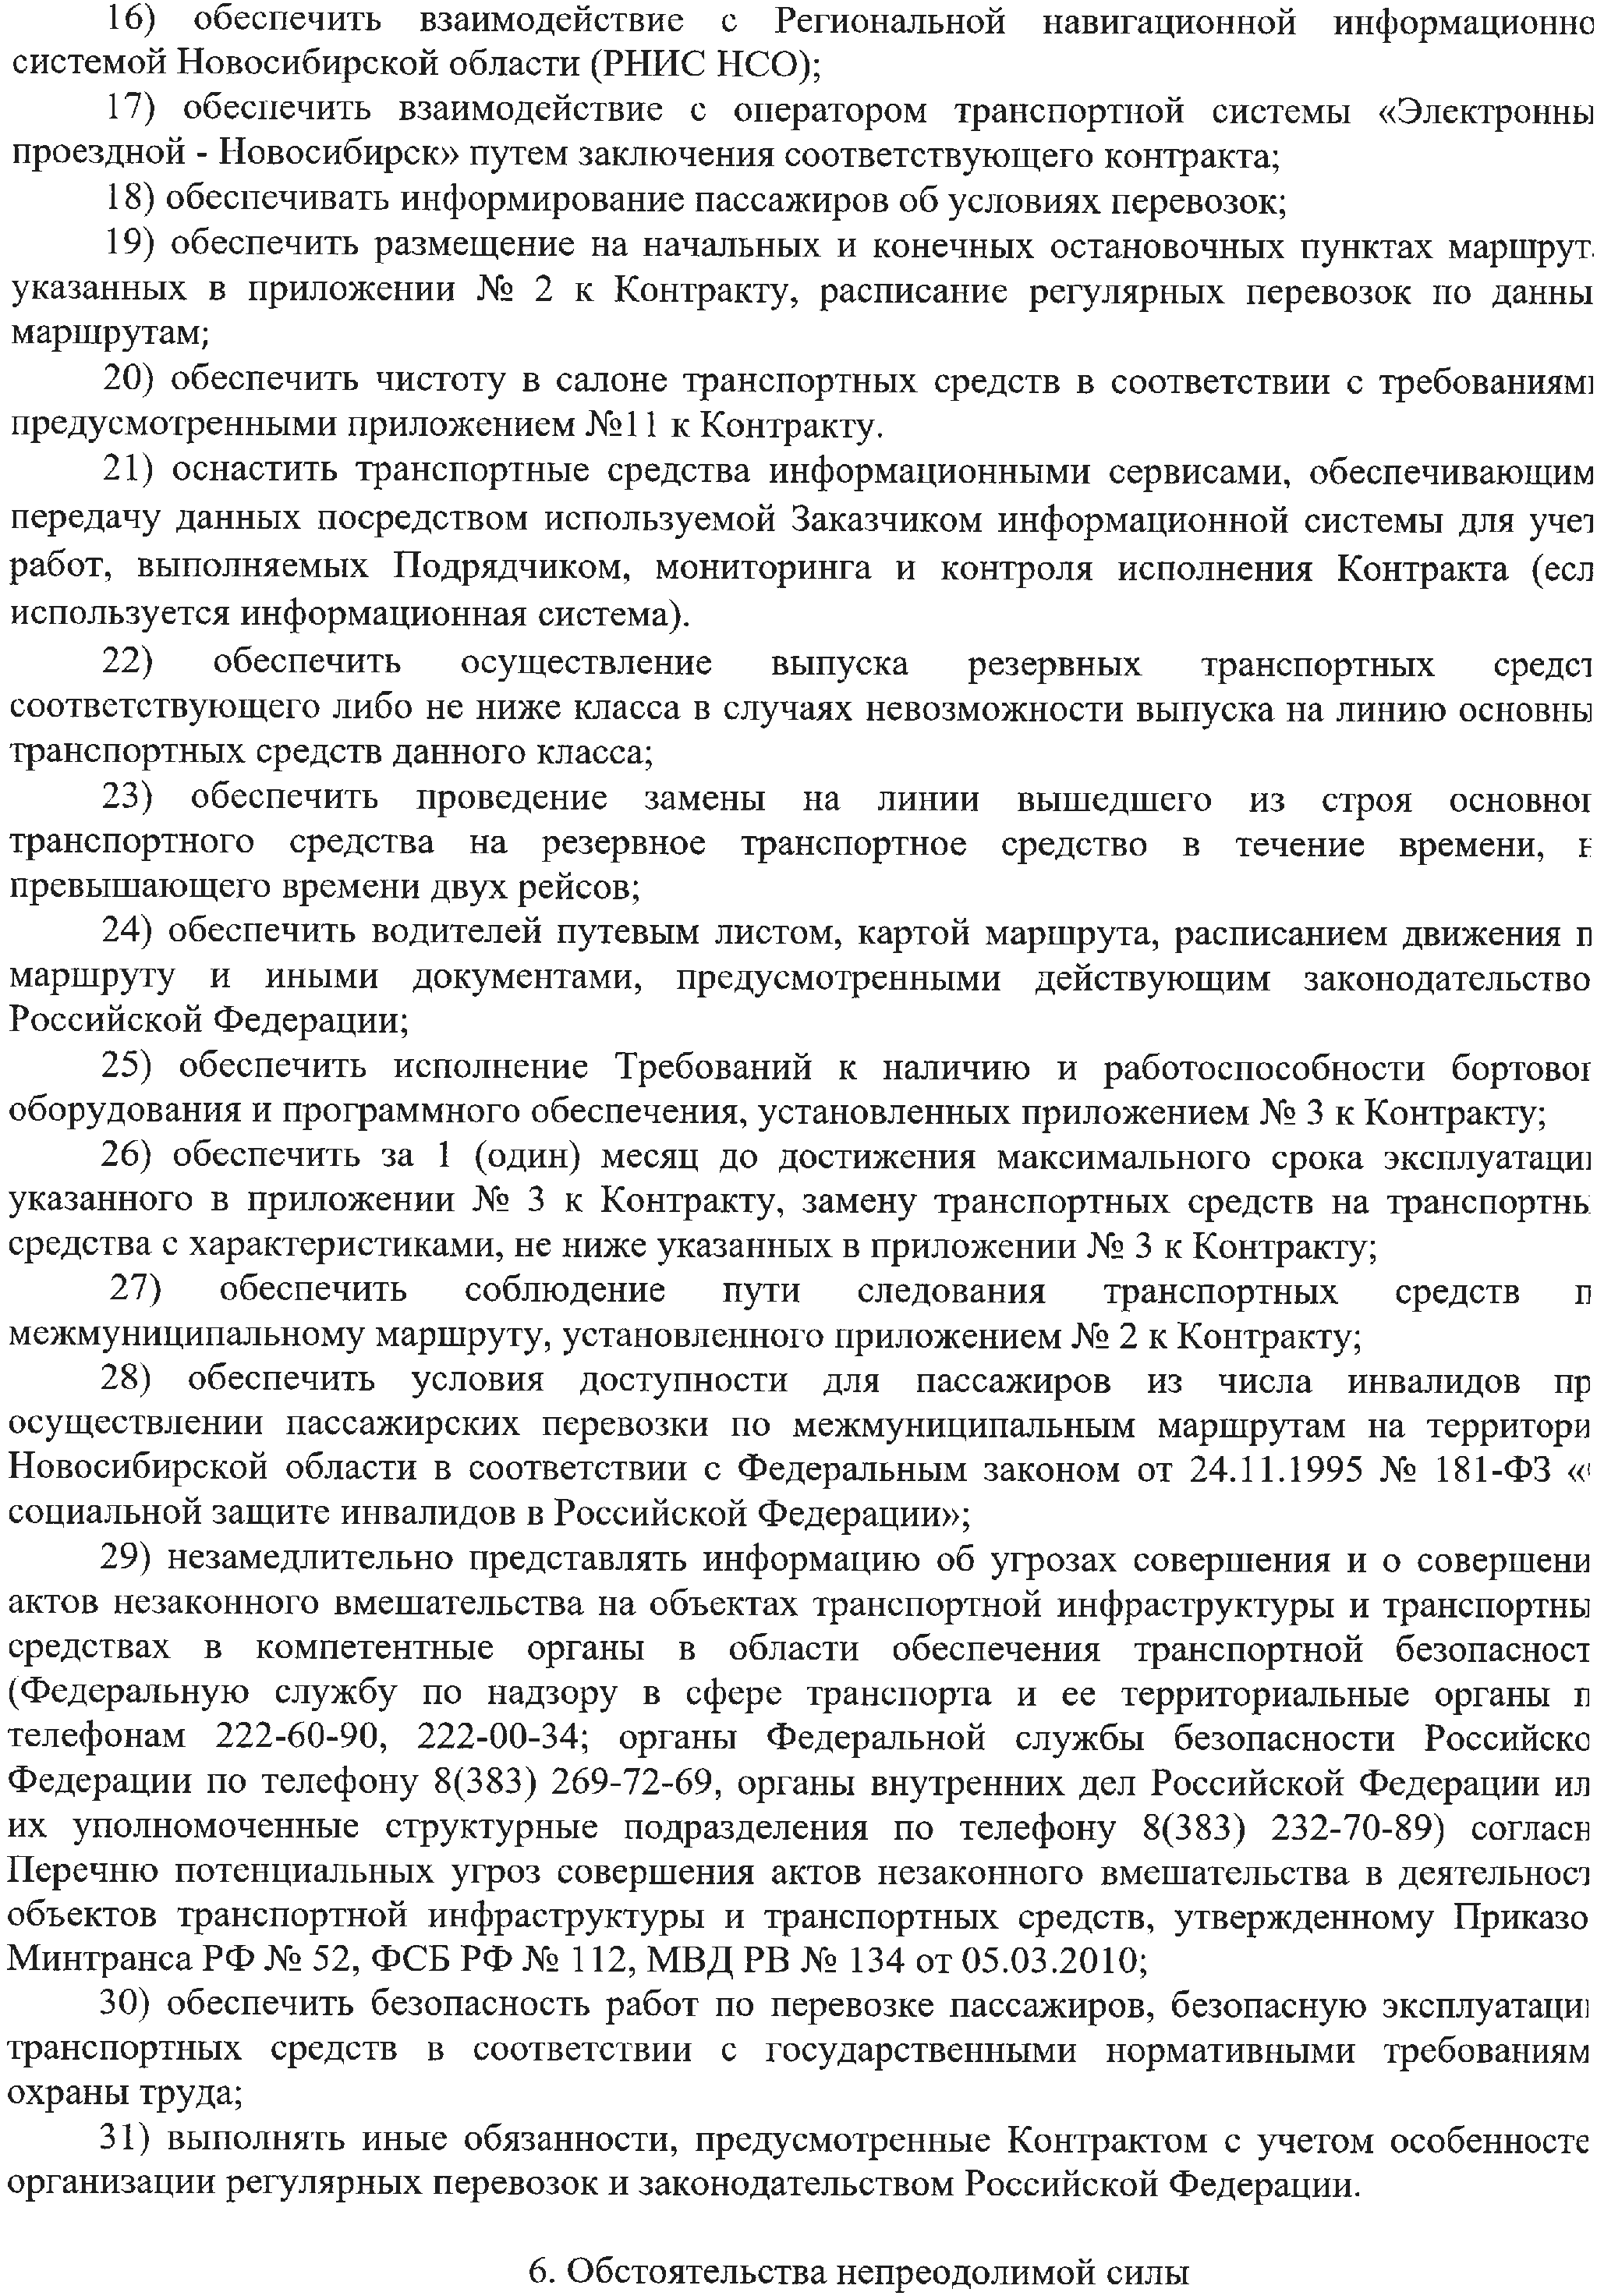 16) обеспечить взаимодействие с Региональной навигационной информационно
системой Новосибирской области (РНИС НСО);
17) обеспечить взаимодействие с оператором транспортной системы «Электронны
проездной - Новосибирск» путем заключения соответствующего контракта;
18) обеспечивать информирование пассажиров об условиях перевозок;
19) обеспечить размещение на начальных и конечных остановочных пунктах маршрут
указанных в приложении № 2 к Контракту, расписание регулярных перевозок по данны
маршрутам;
20) обеспечить чистоту в салоне транспортных средств в соответствии с требованиям
предусмотренными приложением №11 к Контракту.
21) оснастить транспортные средства информационными сервисами, обеспечивающим
передачу данных посредством используемой Заказчиком информационной системы для учет
работ, выполняемых Подрядчиком, мониторинга и контроля исполнения Контракта (есл
используется информационная система).
22) обеспечить осуществление выпуска резервных транспортных средст
соответствующего либо не ниже класса в случаях невозможности выпуска на линию основны
транспортных средств данного класса;
23) обеспечить проведение замены на линии вышедшего из строя основног
транспортного средства на резервное транспортное средство в течение времени, н
превышающего времени двух рейсов;
24) обеспечить водителей путевым листом, картой маршрута, расписанием движения п
маршруту и иными документами, предусмотренными действующим законодательство
Российской Федерации;
25) обеспечить исполнение Требований к наличию и работоспособности бортовог
оборудования и программного обеспечения, установленных приложением № 3 к Контракту;
26) обеспечить за 1 (один) месяц до достижения максимального срока эксплуатаци
указанного в приложении № 3 к Контракту, замену транспортных средств на транспортны
средства с характеристиками, не ниже указанных в приложении № 3 к Контракту;
27) обеспечить соблюдение пути следования транспортных средств п
межмуниципальному маршруту, установленного приложением № 2 к Контракту;
28) обеспечить условия доступности для пассажиров из числа инвалидов пр
осуществлении пассажирских перевозки по межмуниципальным маршрутам на территори
Новосибирской области в соответствии с Федеральным законом от 24.11.1995 № 181-ФЗ «
социальной защите инвалидов в Российской Федерации»;
29) незамедлительно представлять информацию об угрозах совершения и о совершени
актов незаконного вмешательства на объектах транспортной инфраструктуры и транспортны
средствах в компетентные органы в области обеспечения транспортной безопасност
(Федеральную службу по надзору в сфере транспорта и ее территориальные органы п
телефонам 222-60-90, 222-00-34; органы Федеральной службы безопасности Российско
Федерации по телефону 8(383) 269-72-69, органы внутренних дел Российской Федерации ил
их уполномоченные структурные подразделения по телефону 8(383) 232-70-89) согласн
Перечню потенциальных угроз совершения актов незаконного вмешательства в деятельност
объектов транспортной инфраструктуры и транспортных средств, утвержденному Приказо
Минтранса РФ № 52, ФСБ РФ № 112, МВД РВ № 134 от 05.03.2010;
30) обеспечить безопасность работ по перевозке пассажиров, безопасную эксплуатаци
транспортных средств в соответствии с государственными нормативными требованиям
охраны труда;
31) выполнять иные обязанности, предусмотренные Контрактом с учетом особенносте
организации регулярных перевозок и законодательством Российской Федерации.
6. Обстоятельства непреодолимой силы